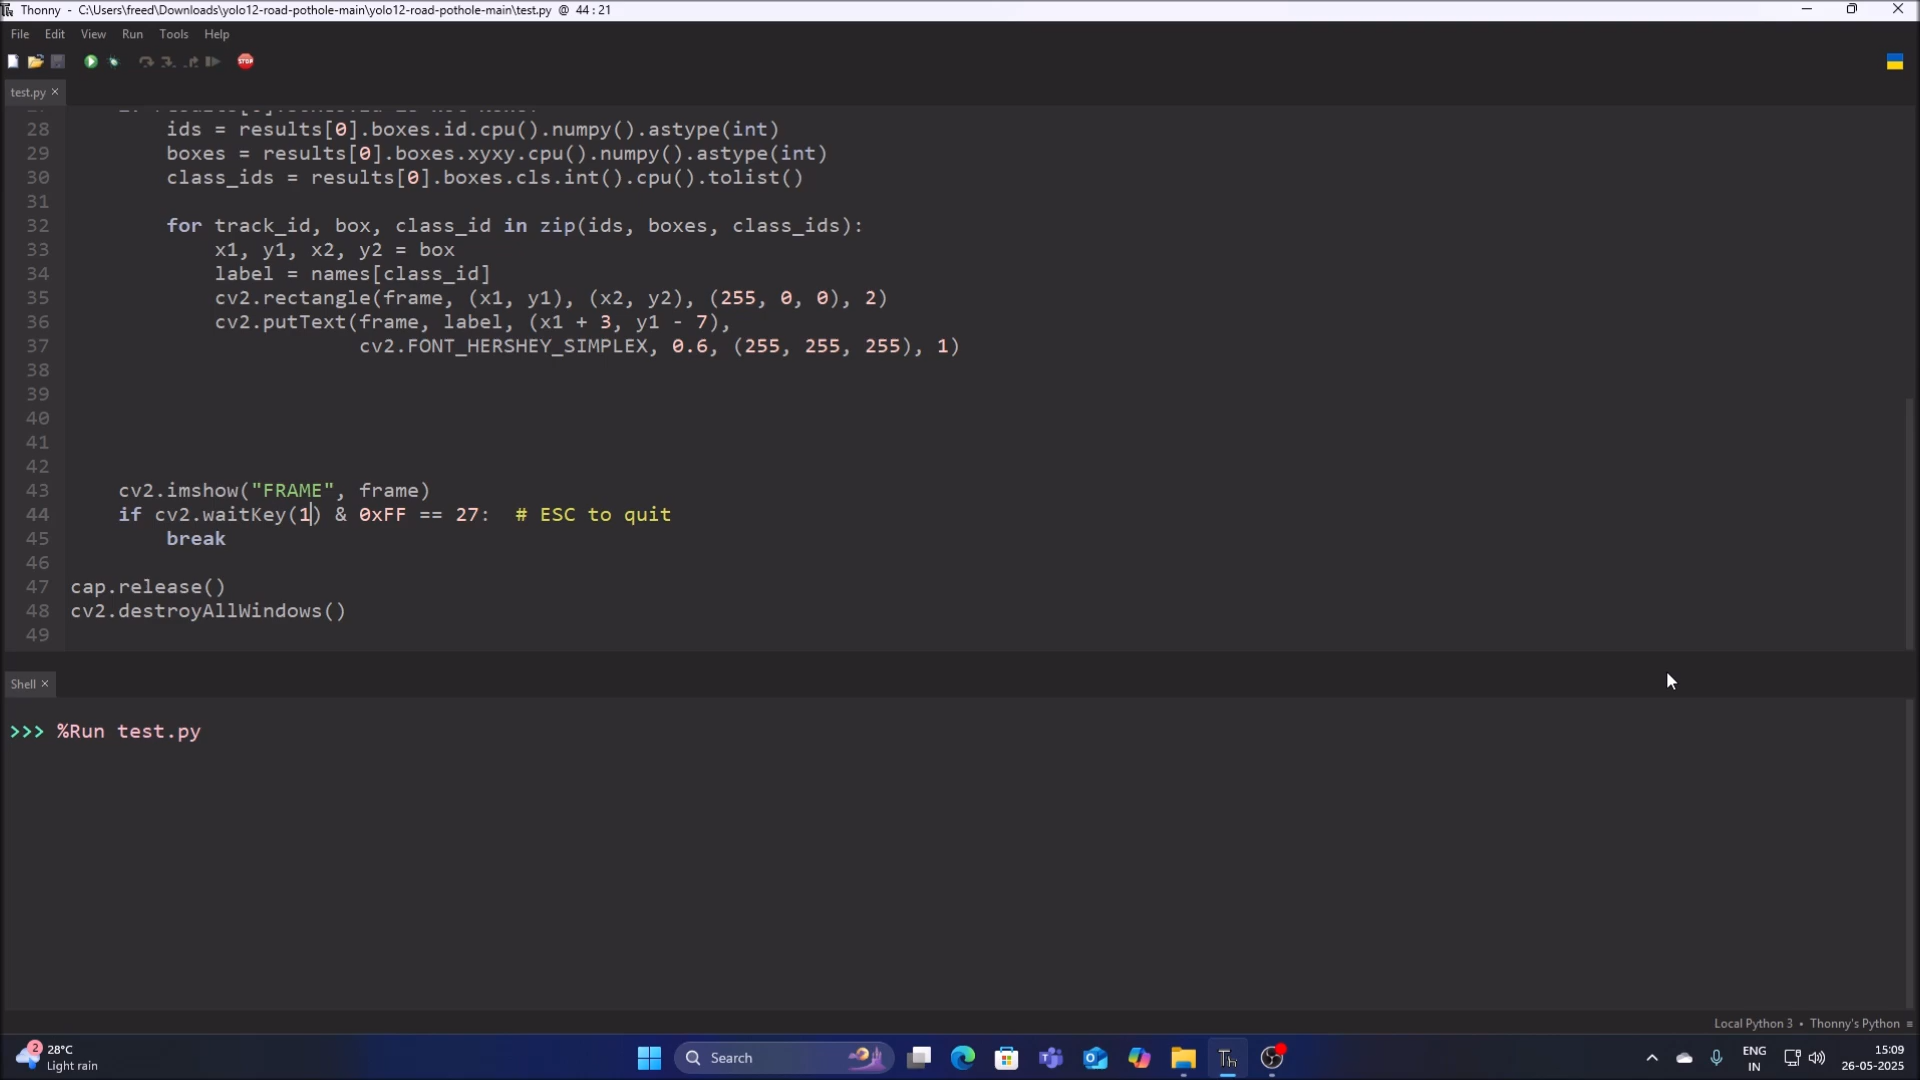 Thonny - C:\Users\freed\Downloads\yolo12-road-pothole-main\yolo12-road-pothole-main\test.py @ 44 : 21
File Edit View Run Tools Help
STOP
test.py ×
28 ids = results[0].boxes.id.cpu().numpy().astype(int)
29 boxes = results[0].boxes.xyxy.cpu().numpy().astype(int)
30 class_ids = results[0].boxes.cls.int().cpu().tolist()
31
32 for track_id, box, class_id in zip(ids, boxes, class_ids):
33 x1, y1, x2, y2 = box
34 label = names[class_id]
35 cv2.rectangle(frame, (x1, y1), (x2, y2), (255, 0, 0), 2)
36 cv2.putText(frame, label, (x1 + 3, y1 - 7),
37 cv2.FONT_HERSHEY_SIMPLEX, 0.6, (255, 255, 255), 1)
38
39
40
41
42
43 cv2.imshow("FRAME", frame)
44 if cv2.waitKey(1) & 0xFF == 27: # ESC to quit
45 break
46
47 cap.release()
48 cv2.destroyAllWindows()
49
Shell ×
>>> %Run test.py
Local Python 3 • Thonny's Python ≡
2 28°C
Light rain
Search
Th
ENG
IN
15:09
26-05-2025